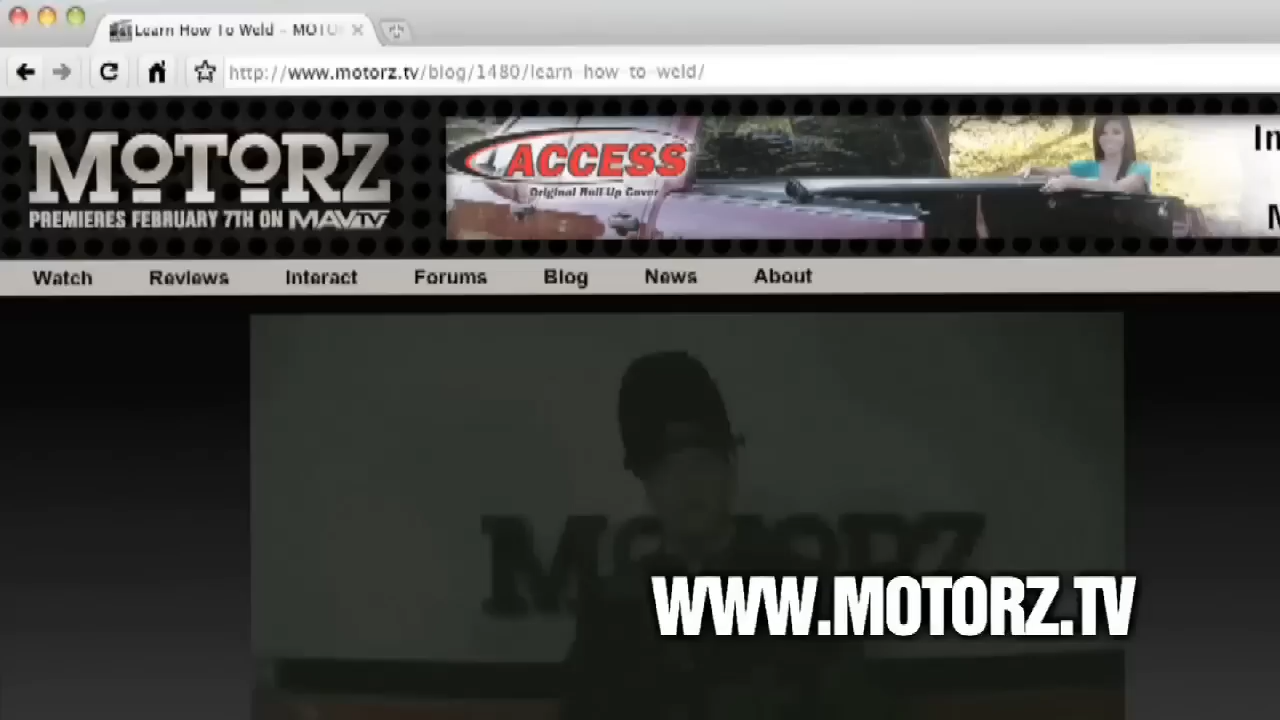 Learn How To Weld - MOTO
http://www.motorz.tv/blog/1480/learn-how-to-weld/
MOTORZ
PREMIERES FEBRUARY 7TH ON MAVTV
ACCESS
Original Roll Up Cover
In
M
Watch Reviews Interact Forums Blog News About
MOTORZ
WWW.MOTORZ.TV